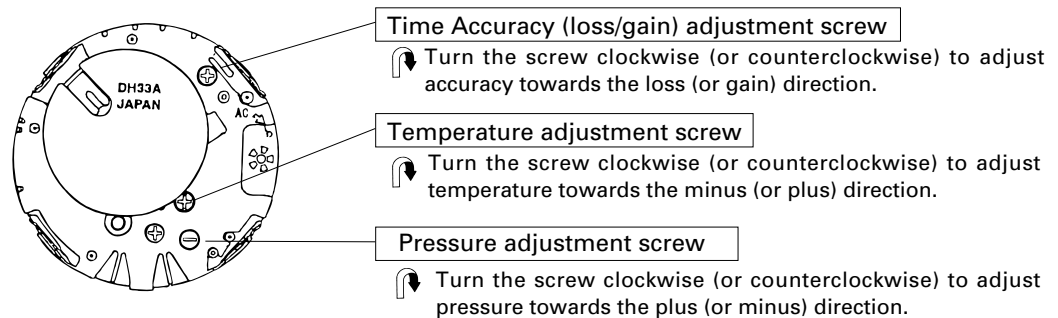 Time Accuracy (loss/gain) adjustment screw
Turn the screw clockwise (or counterclockwise) to adjust
accuracy towards the loss (or gain) direction.
DH33A
JAPAN
AC
Temperature adjustment screw
Turn the screw clockwise (or counterclockwise) to adjust
temperature towards the minus (or plus) direction.
Pressure adjustment screw
Turn the screw clockwise (or counterclockwise) to adjust
pressure towards the plus (or minus) direction.